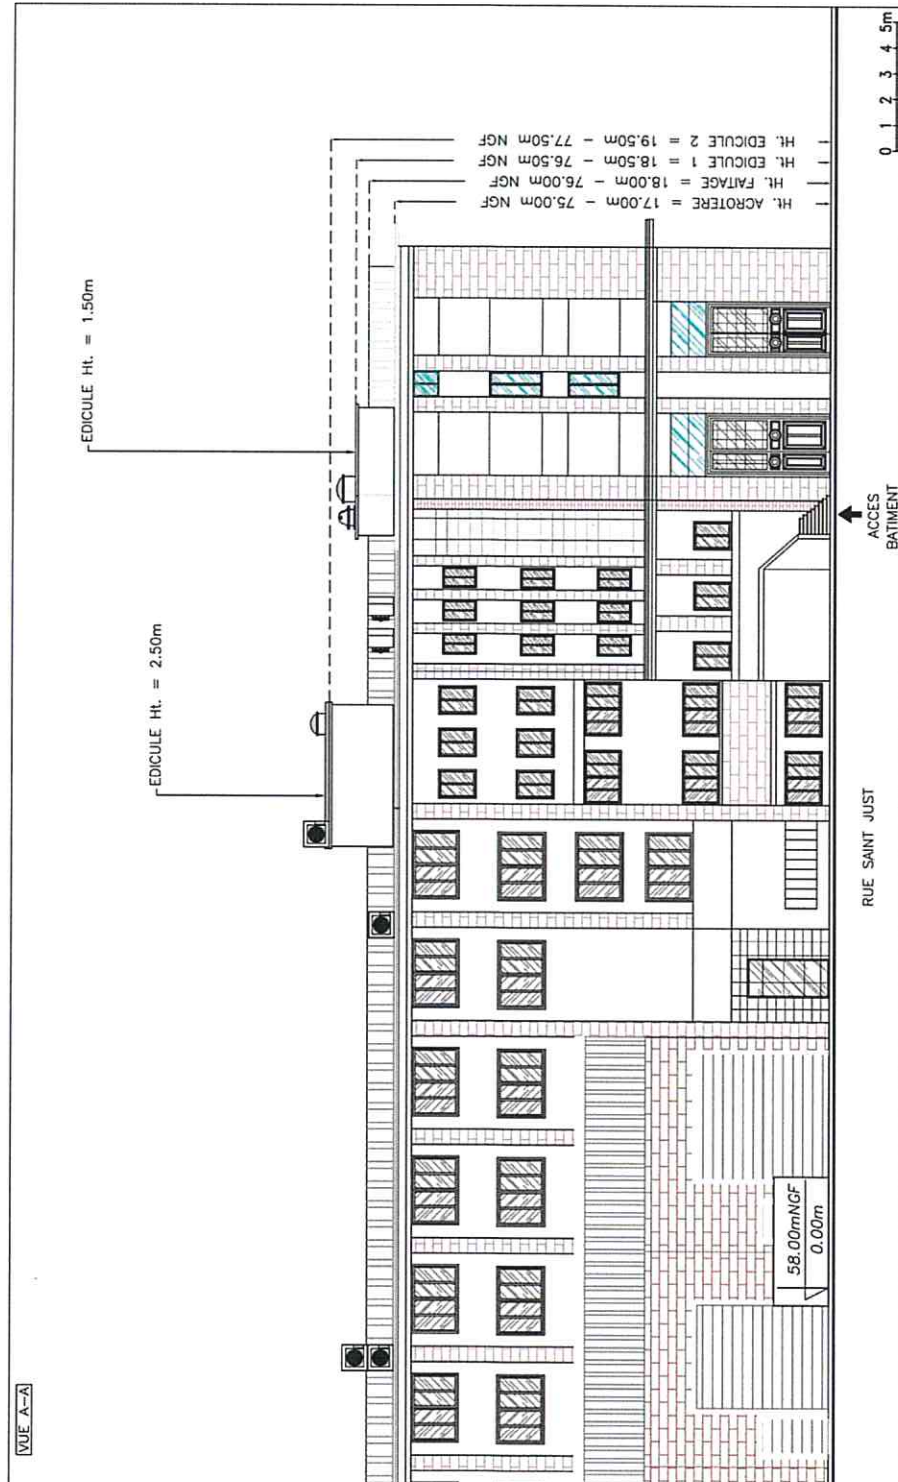 VUE A-A
EDICULE Ht. = 2.50m
EDICULE Ht. = 1.50m
Ht. EDICULE 2 = 19.50m - 77.50m NGF
Ht. EDICULE 1 = 18.50m - 76.50m NGF
Ht. FAITAGE = 18.00m - 76.00m NGF
Ht. ACROTERE = 17.00m - 75.00m NGF
58.00mNGF
0.00m
RUE SAINT JUST
ACCES
BATIMENT
0 1 2 3 4 5m